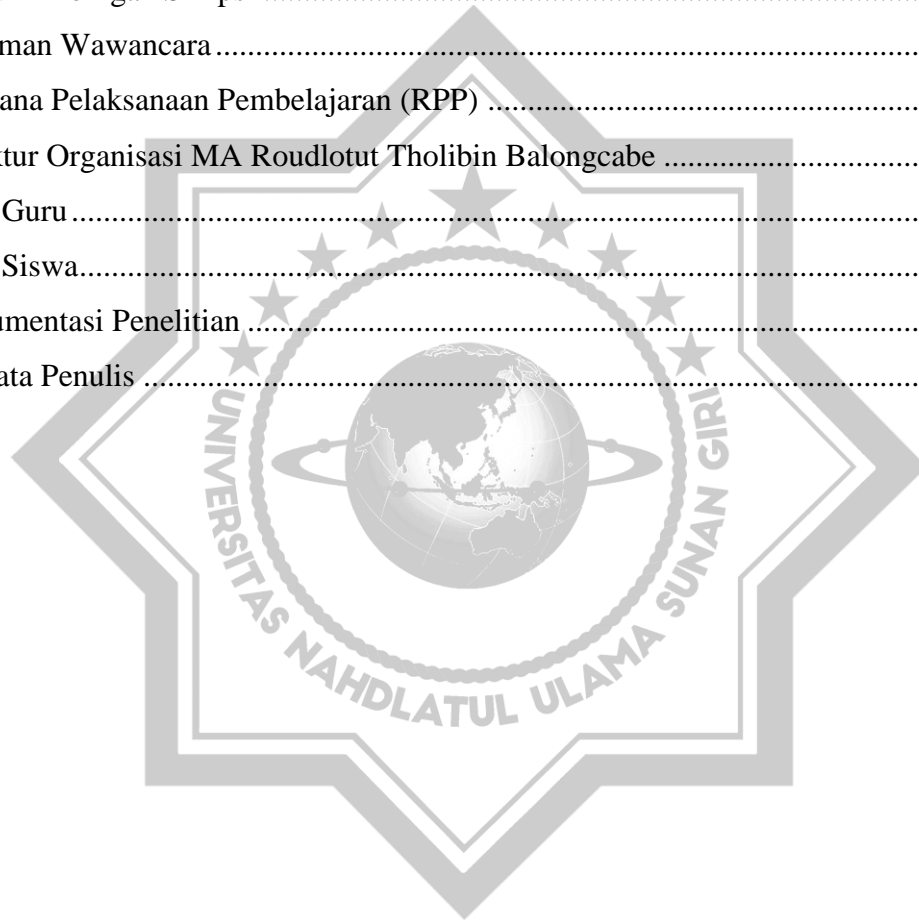 man Wawancara
ana Pelaksanaan Pembelajaran (RPP)
ktur Organisasi MA Roudlotut Tholibin Balongcabe
Guru
Siswa
umentasi Penelitian
ata Penulis
UNIVERSITAS NAHDLATUL ULAMA SUNAN GIRI